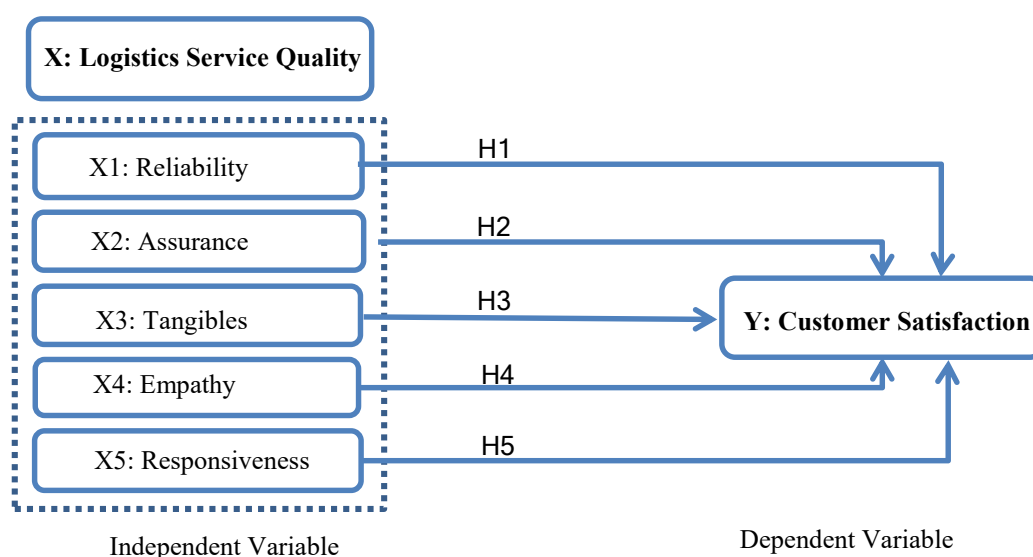 X: Logistics Service Quality
X1: Reliability
H1
X2: Assurance
H2
X3: Tangibles
H3
Y: Customer Satisfaction
X4: Empathy
H4
X5: Responsiveness
H5
Independent Variable
Dependent Variable